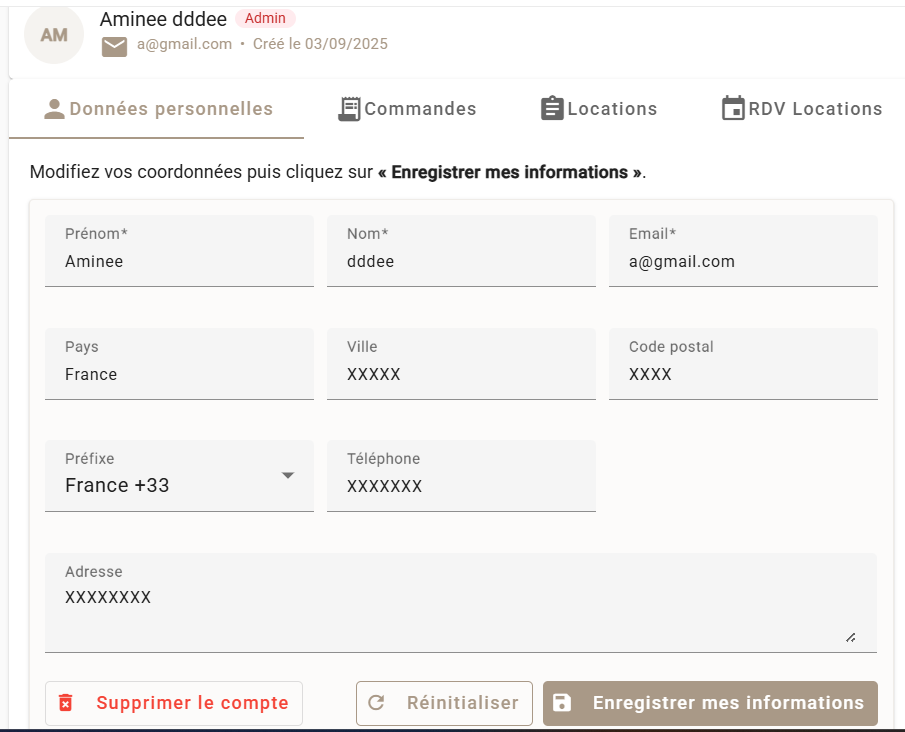 AM
Aminee dddee Admin
a@gmail.com • Créé le 03/09/2025
Données personnelles Commandes Locations RDV Locations
Modifiez vos coordonnées puis cliquez sur « Enregistrer mes informations ».
Prénom* Nom* Email*
Aminee dddee a@gmail.com
Pays Ville Code postal
France XXXXX XXXX
Préfixe Téléphone
France +33 XXXXXXX
Adresse
XXXXXXXX
Supprimer le compte Réinitialiser Enregistrer mes informations